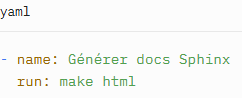 yaml
- name: Générer docs Sphinx
  run: make html